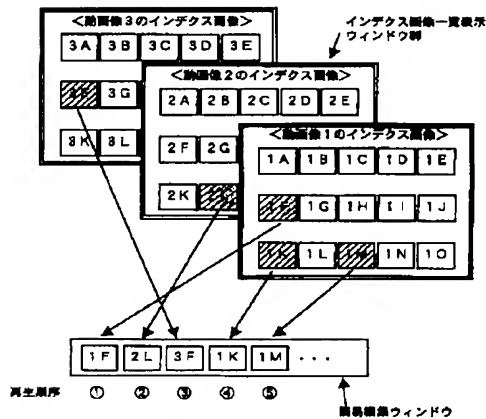 <動画像3のインデクス画像>
3A 3B 3C 3D 3E
3F 3G
3K 3L
インデクス画像一覧表示
ウィンドウ群
<動画像2のインデクス画像>
2A 2B 2C 2D 2E
2F 2G
2K
<動画像1のインデクス画像>
1A 1B 1C 1D 1E
1F 1G 1H 1I 1J
1K 1L 1M 1N 1O
1F 2L 3F 1K 1M ・・・
再生順序 ① ② ③ ④ ⑤
簡易編集ウィンドウ